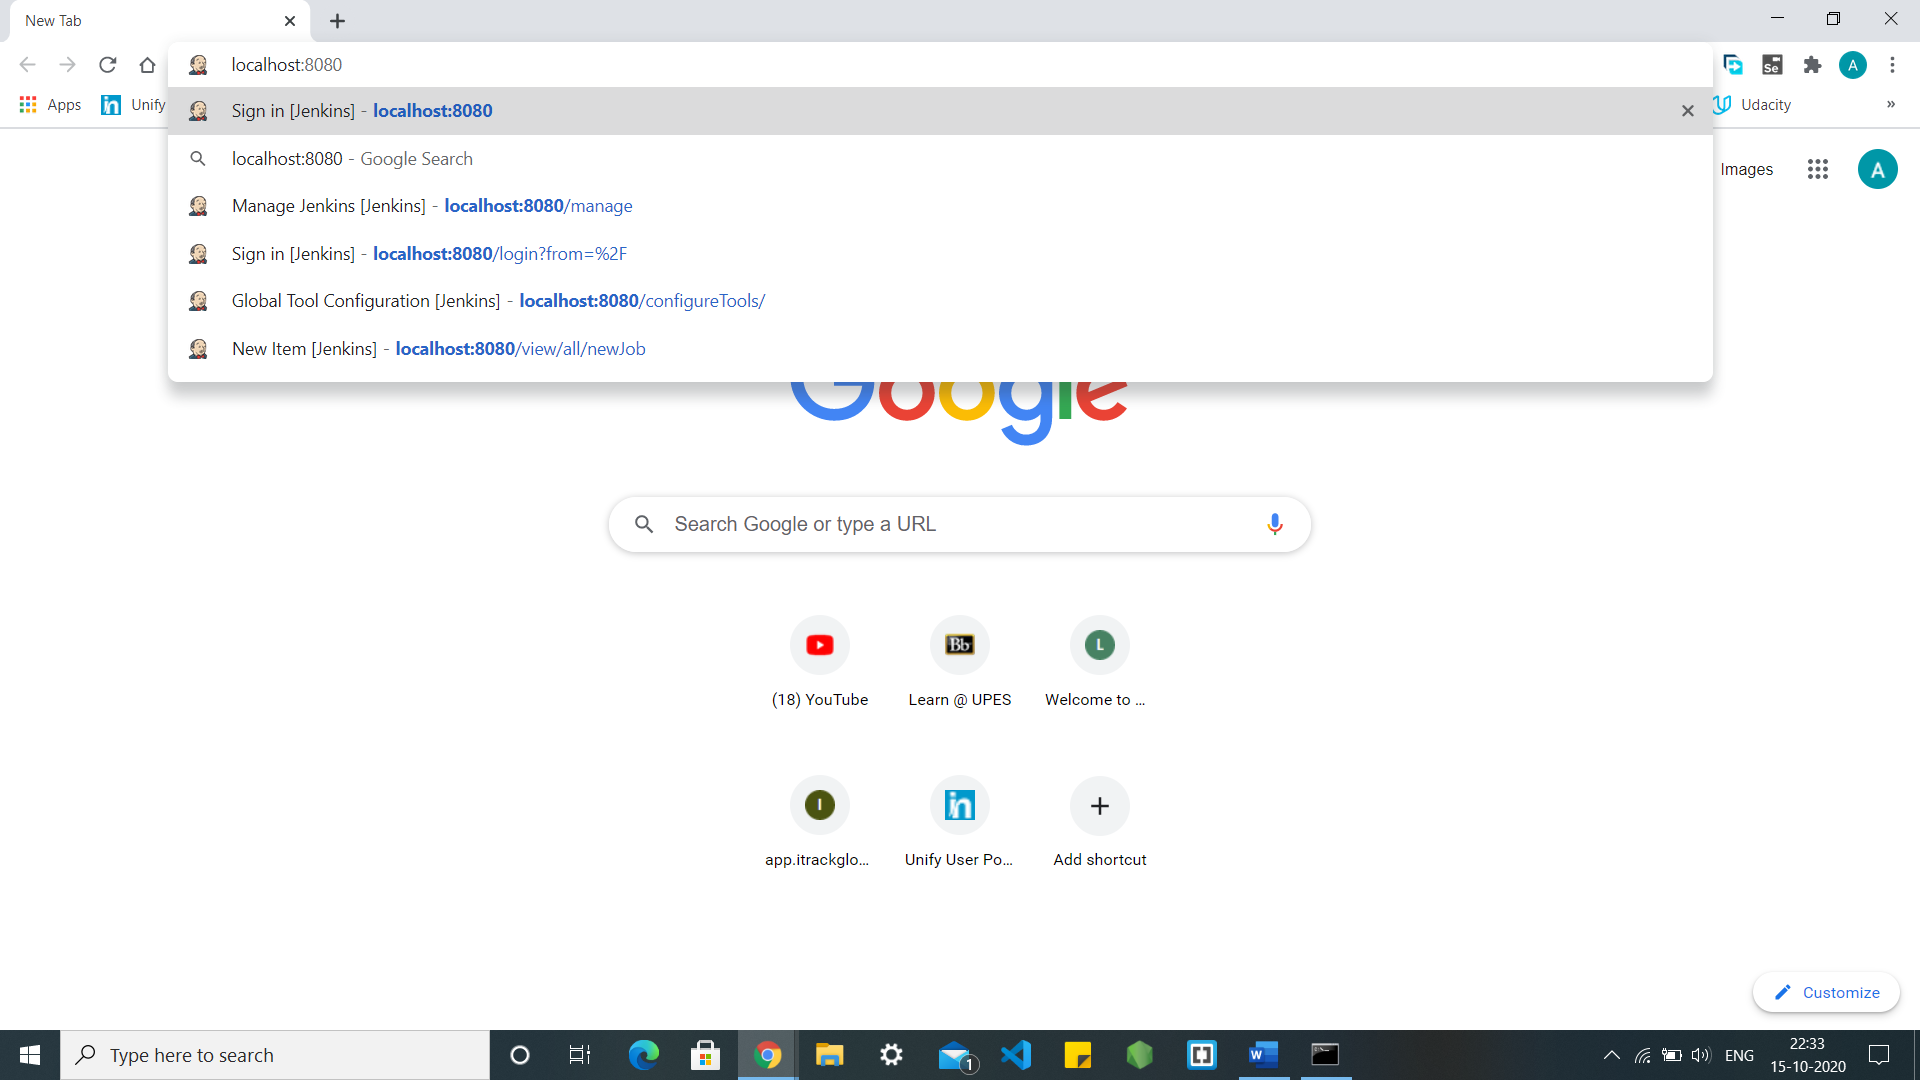 New Tab
localhost:8080
Apps
Unify
Sign in [Jenkins] - localhost:8080
Udacity
»
localhost:8080 - Google Search
Images
A
Manage Jenkins [Jenkins] - localhost:8080/manage
Sign in [Jenkins] - localhost:8080/login?from=%2F
Global Tool Configuration [Jenkins] - localhost:8080/configureTools/
New Item [Jenkins] - localhost:8080/view/all/newJob
Google
Search Google or type a URL
(18) YouTube
Learn @ UPES
Welcome to ...
app.itrackglo...
Unify User Po...
Add shortcut
Customize
Type here to search
1
ENG
22:33
15-10-2020